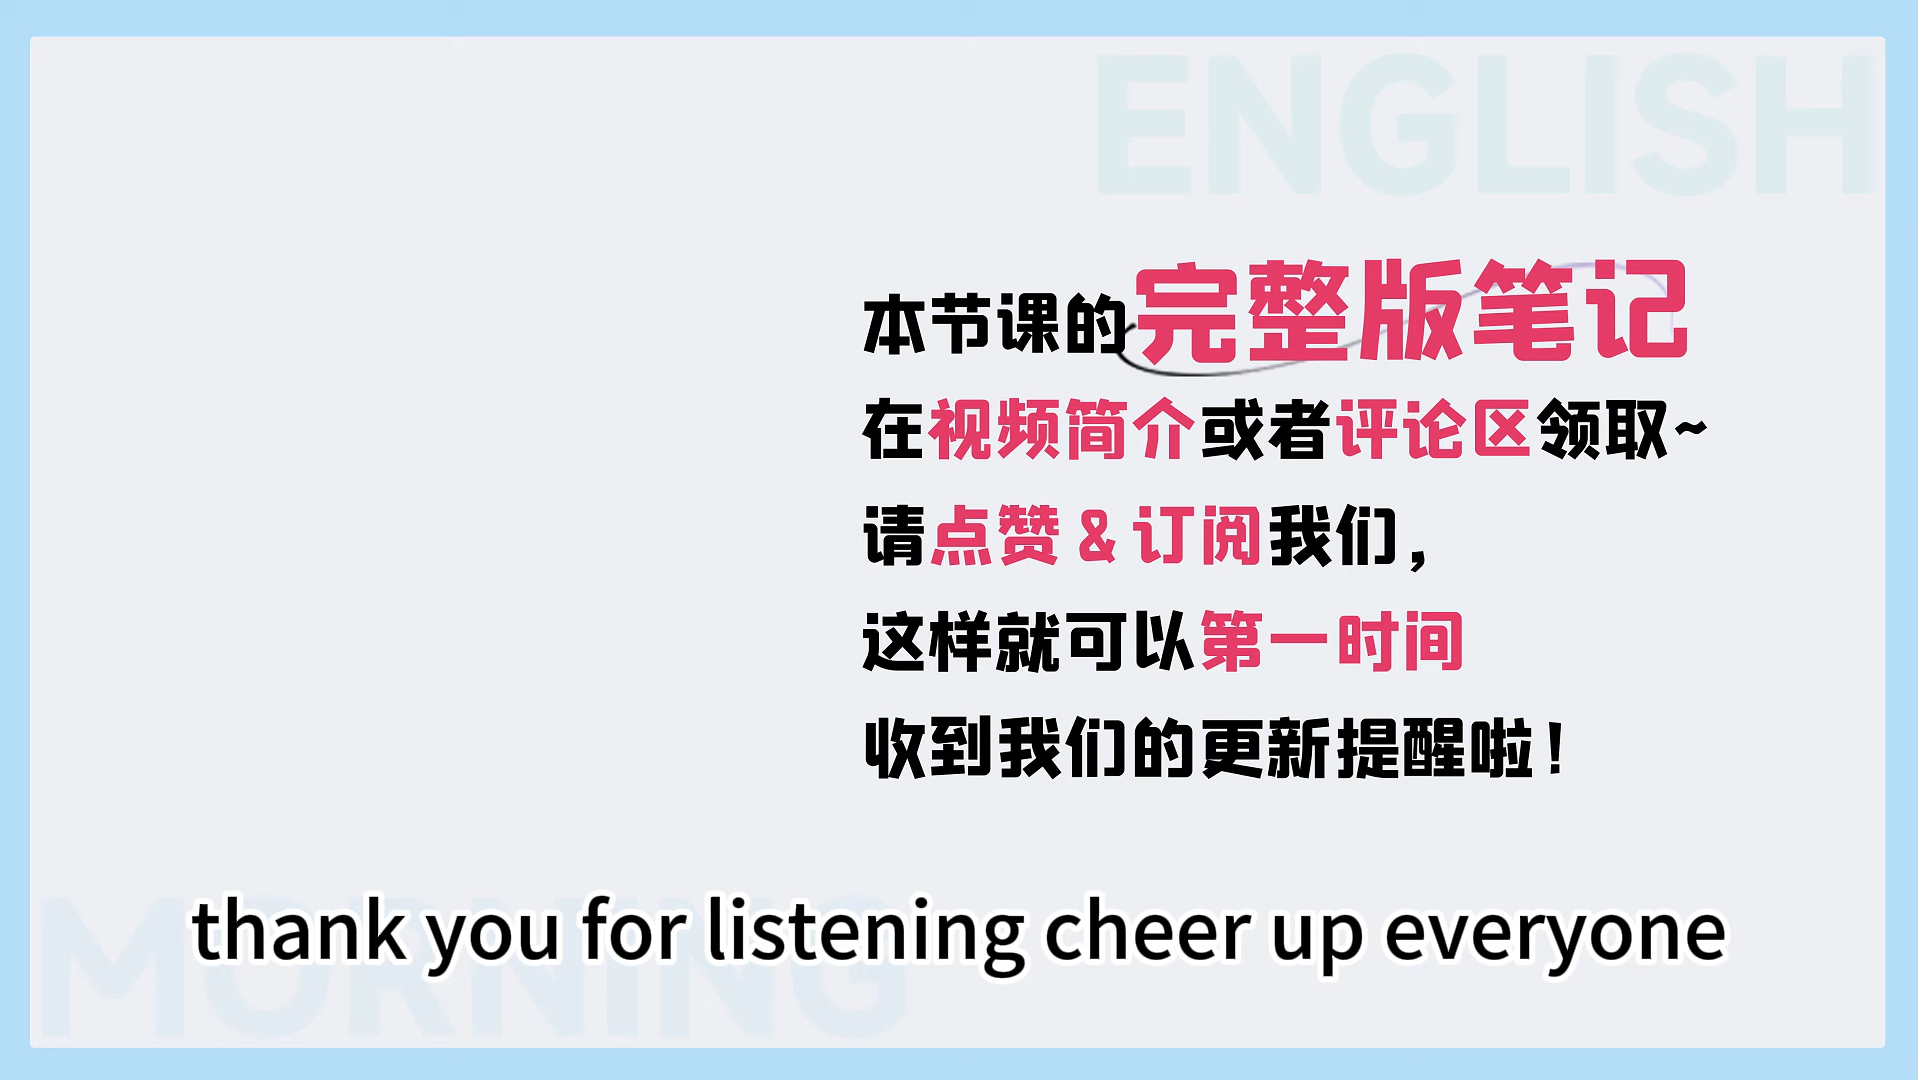 ENGLISH
本节课的完整版笔记
在视频简介或者评论区领取~
请点赞&订阅我们，
这样就可以第一时间
收到我们的更新提醒啦！
thank you for listening cheer up everyone
MORNING